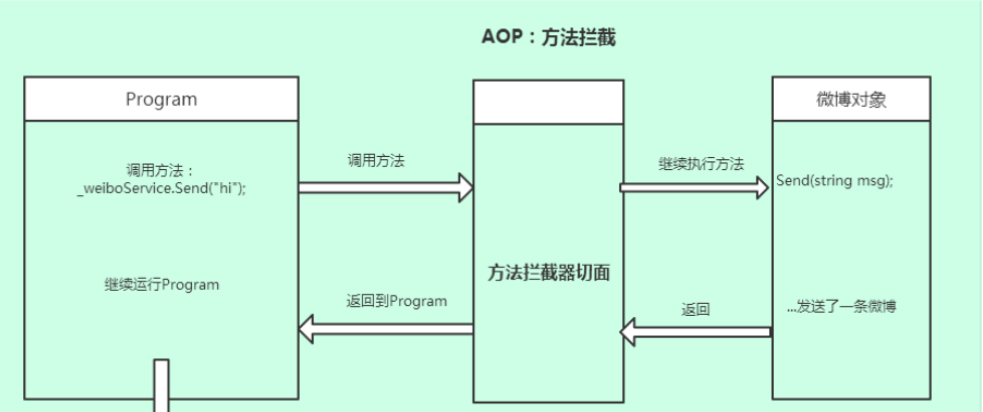 AOP：方法拦截
Program
微博对象
调用方法：
_weiboService.Send("hi");
调用方法
继续执行方法
Send(string msg);
方法拦截器切面
继续运行Program
返回到Program
返回
...发送了一条微博